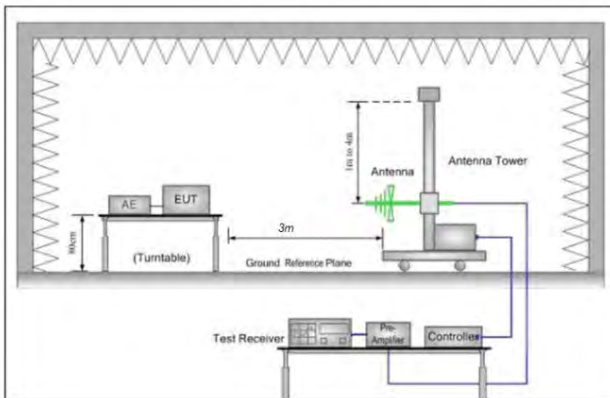 1m to 4m
Antenna
Antenna Tower
AE
EUT
3m
80cm
(Turntable)
Ground Reference Plane
Test Receiver
Pre-
Amplifier
Controller